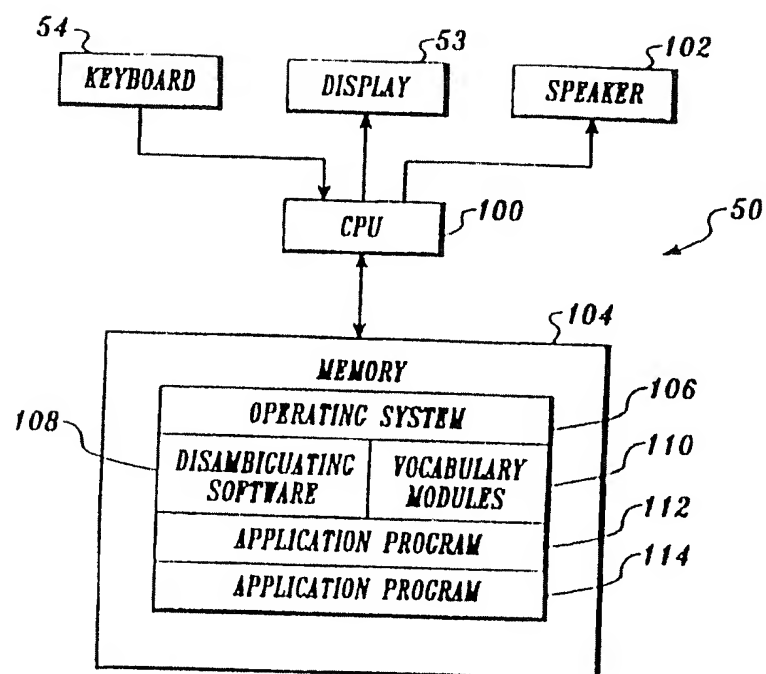 54
53
102
KEYBOARD
DISPLAY
SPEAKER
CPU
100
50
104
MEMORY
106
OPERATING SYSTEM
108
110
DISAMBIGUATING
SOFTWARE
VOCABULARY
MODULES
112
APPLICATION PROGRAM
114
APPLICATION PROGRAM